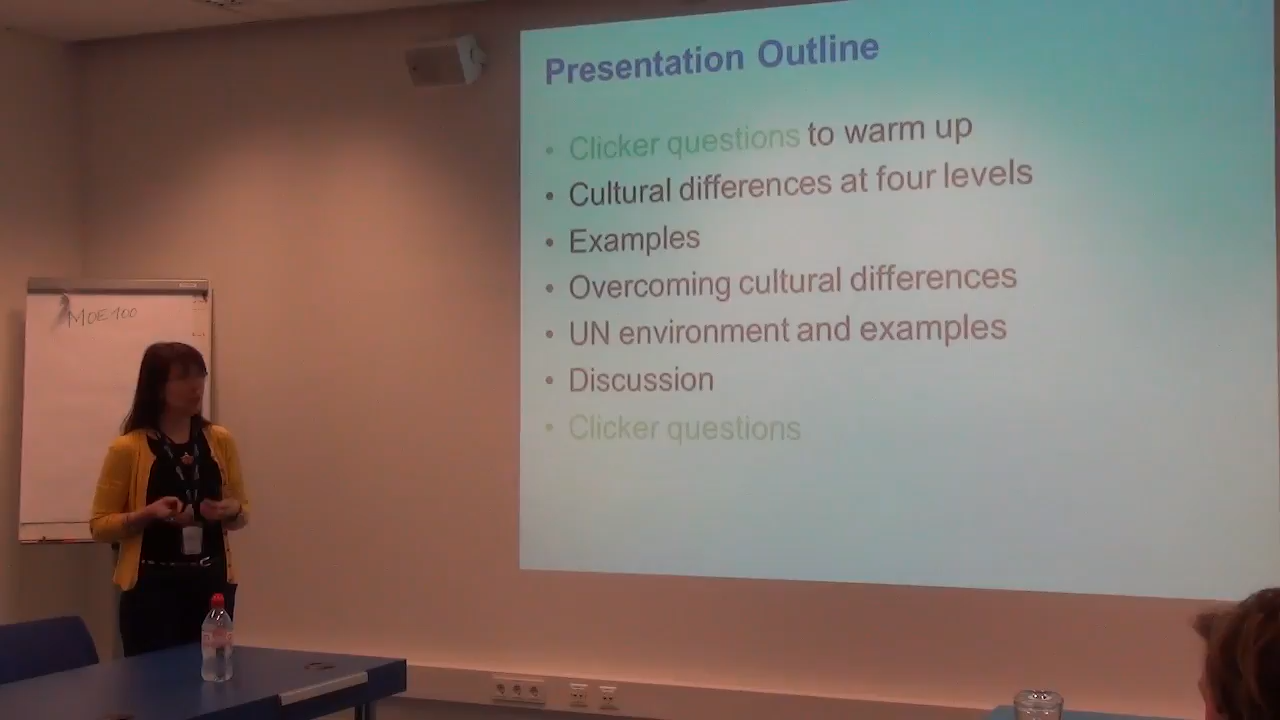 Presentation Outline
• Clicker questions to warm up
• Cultural differences at four levels
• Examples
• Overcoming cultural differences
• UN environment and examples
• Discussion
• Clicker questions
MOE100